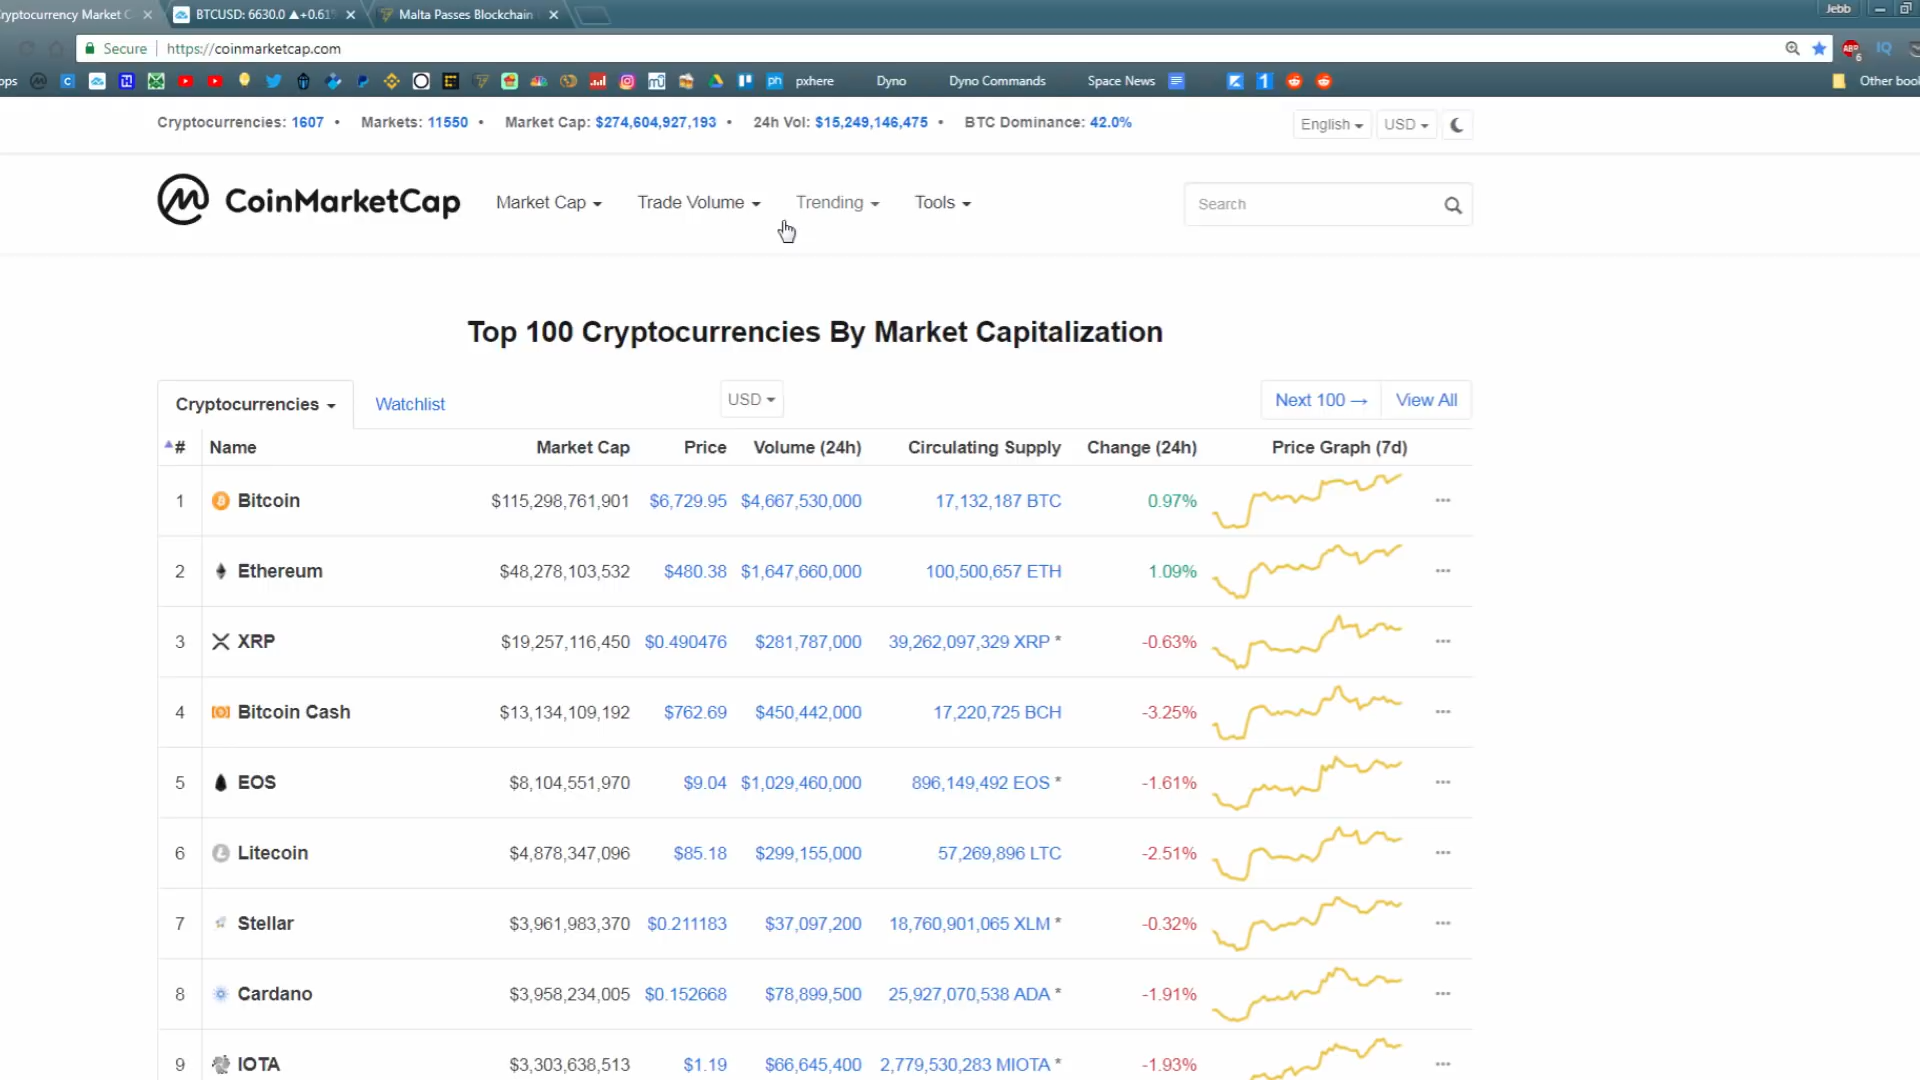 ryptocurrency Market C
BTCUSD: 6630.0 ▲+0.61
Malta Passes Blockchain
Jebb
Secure https://coinmarketcap.com
ops
pxhere Dyno Dyno Commands Space News Other book
Cryptocurrencies: 1607 • Markets: 11550 • Market Cap: $274,604,927,193 • 24h Vol: $15,249,146,475 • BTC Dominance: 42.0%
English USD
CoinMarketCap Market Cap Trade Volume Trending Tools Search
Top 100 Cryptocurrencies By Market Capitalization
Cryptocurrencies Watchlist USD Next 100 → View All
# Name Market Cap Price Volume (24h) Circulating Supply Change (24h) Price Graph (7d)
1 Bitcoin $115,298,761,901 $6,729.95 $4,667,530,000 17,132,187 BTC 0.97%
2 Ethereum $48,278,103,532 $480.38 $1,647,660,000 100,500,657 ETH 1.09%
3 XRP $19,257,116,450 $0.490476 $281,787,000 39,262,097,329 XRP * -0.63%
4 Bitcoin Cash $13,134,109,192 $762.69 $450,442,000 17,220,725 BCH -3.25%
5 EOS $8,104,551,970 $9.04 $1,029,460,000 896,149,492 EOS * -1.61%
6 Litecoin $4,878,347,096 $85.18 $299,155,000 57,269,896 LTC -2.51%
7 Stellar $3,961,983,370 $0.211183 $37,097,200 18,760,901,065 XLM * -0.32%
8 Cardano $3,958,234,005 $0.152668 $78,899,500 25,927,070,538 ADA * -1.91%
9 IOTA $3,303,638,513 $1.19 $66,645,400 2,779,530,283 MIOTA * -1.93%